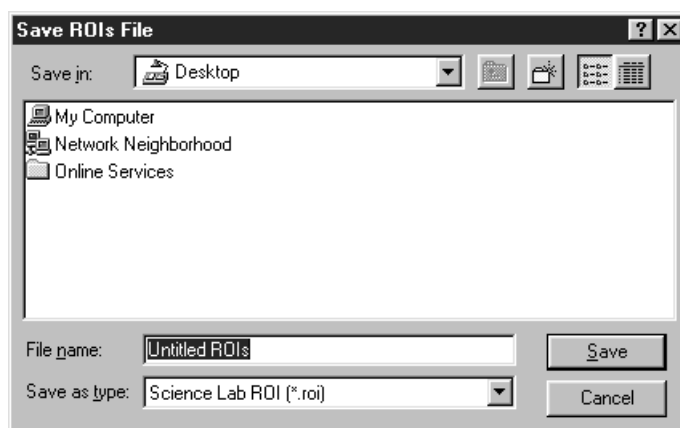 Save ROIs File
Save in: Desktop
My Computer
Network Neighborhood
Online Services
File name: Untitled ROIs Save
Save as type: Science Lab ROI (*.roi) Cancel